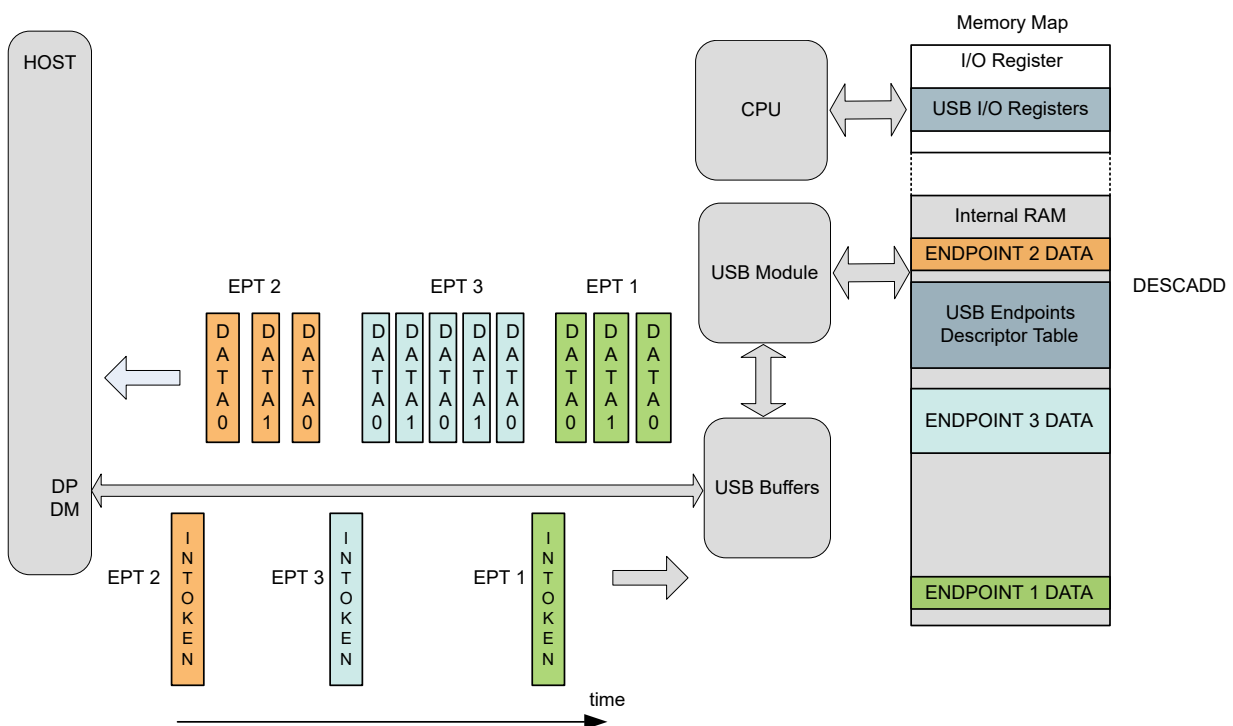 Memory Map
HOST
I/O Register
CPU
USB I/O Registers
Internal RAM
USB Module
ENDPOINT 2 DATA
DESCADD
USB Endpoints
Descriptor Table
EPT 2
EPT 3
EPT 1
DATA0
DATA1
DATA0
DATA0
DATA1
DATA0
DATA1
DATA0
DATA0
DATA1
DATA0
ENDPOINT 3 DATA
DP
DM
USB Buffers
EPT 2
INTOKEN
EPT 3
INTOKEN
EPT 1
INTOKEN
ENDPOINT 1 DATA
time